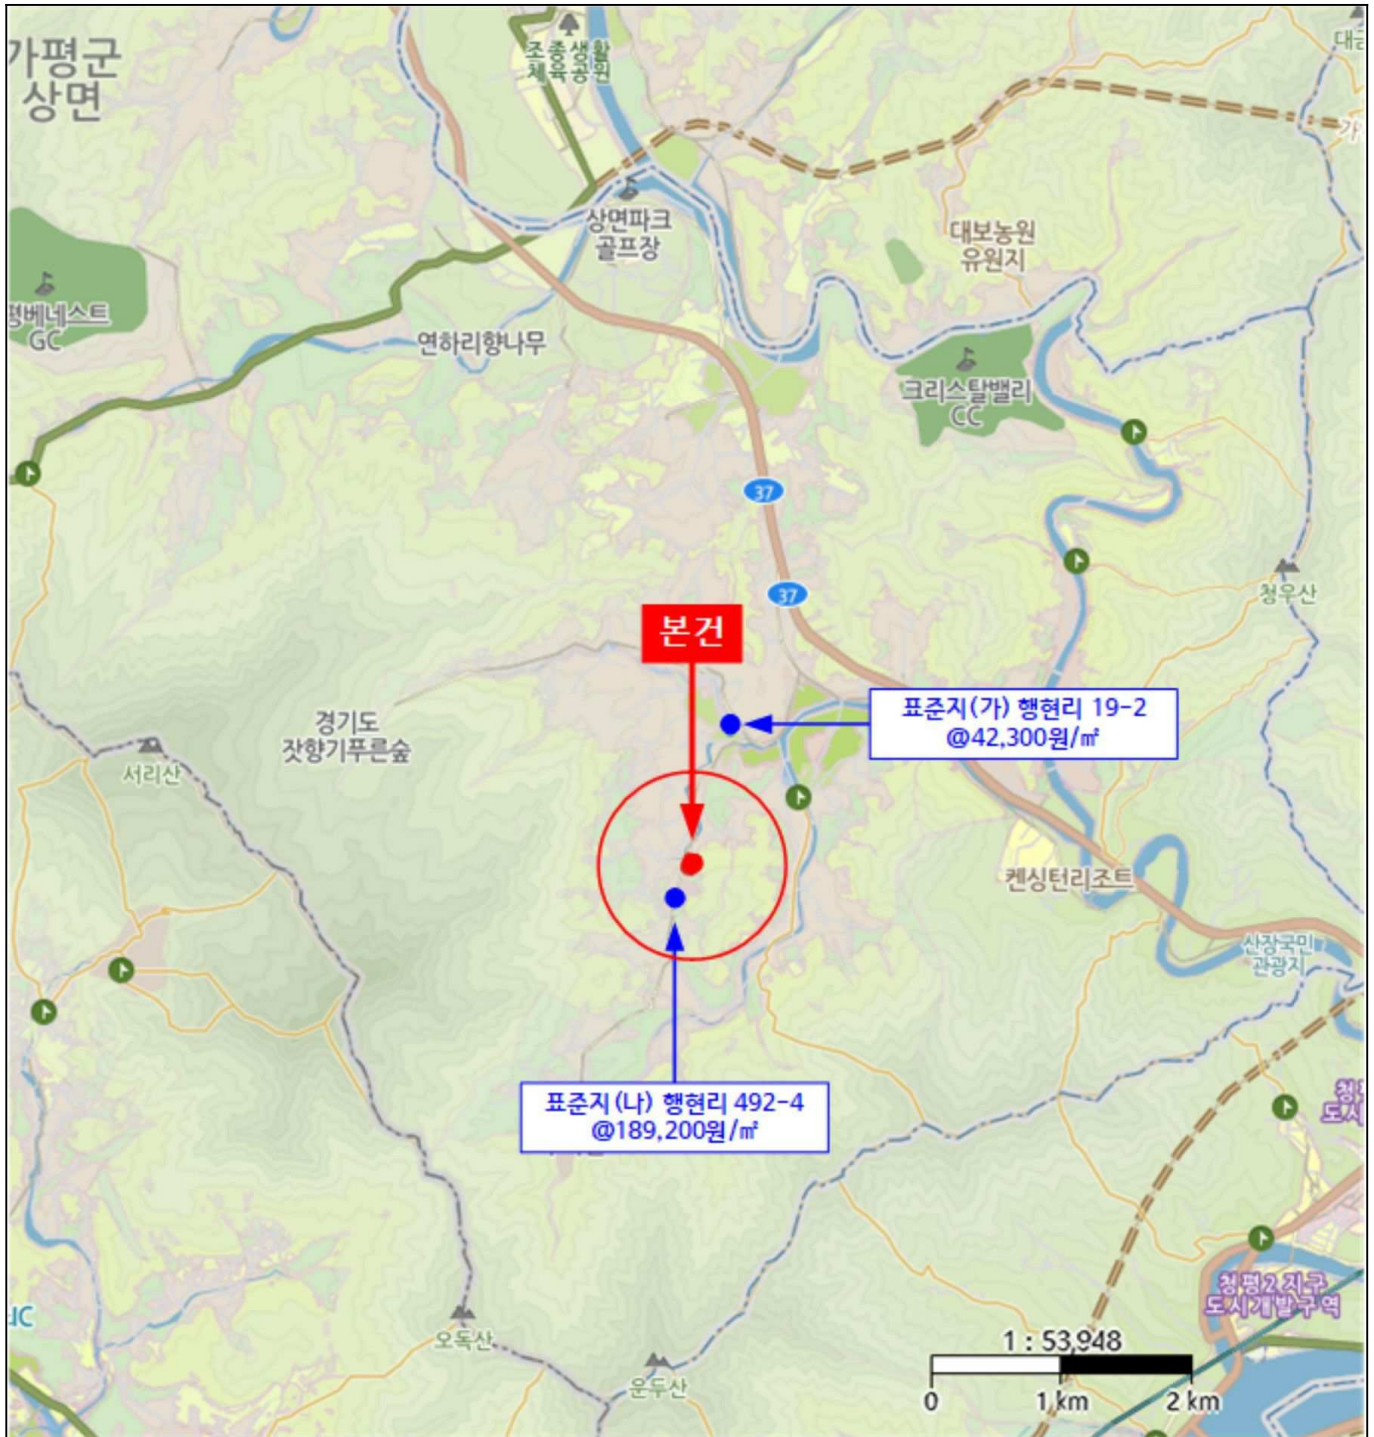 가평군
상면
조종생활
체육공원
상면파크
골프장
대보농원
유원지
평베네스트
GC
연하리향나무
크리스탈밸리
CC
37
37
청우산
본건
표준지(가) 행현리 19-2
@42,300원/㎡
경기도
잣향기푸른숲
서리산
켄싱턴리조트
산장국민
관광지
표준지(나) 행현리 492-4
@189,200원/㎡
청평2지구
도시개발구역
오독산
운두산
1 : 53,948
0 1 km 2 km